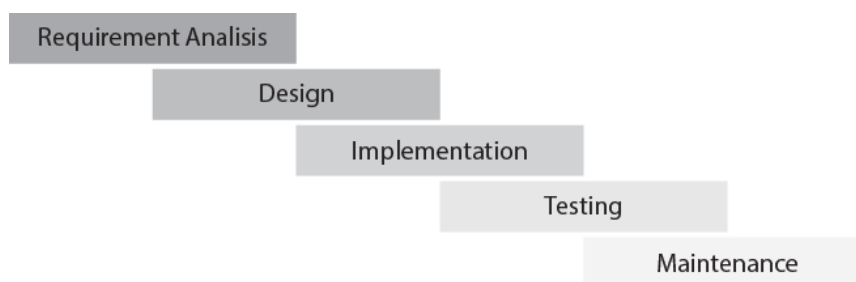 Requirement Analisis
Design
Implementation
Testing
Maintenance